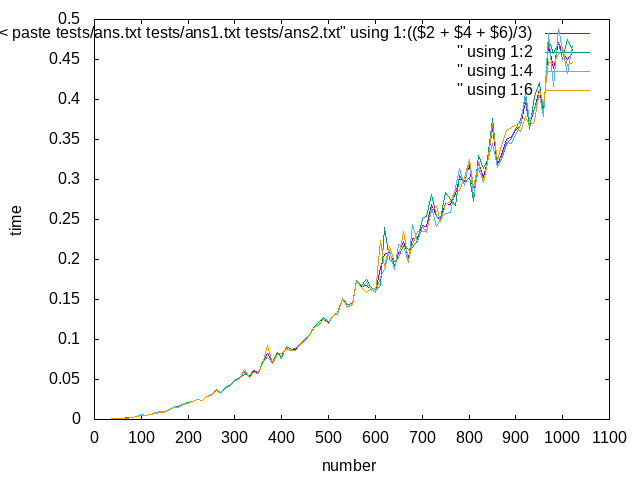 0.5
< paste tests/ans.txt tests/ans1.txt tests/ans2.txt" using 1:(($2 + $4 + $6)/3)
'' using 1:2
'' using 1:4
'' using 1:6
0.45
0.4
0.35
0.3
0.25
0.2
0.15
0.1
0.05
0
time
0 100 200 300 400 500 600 700 800 900 1000 1100
number